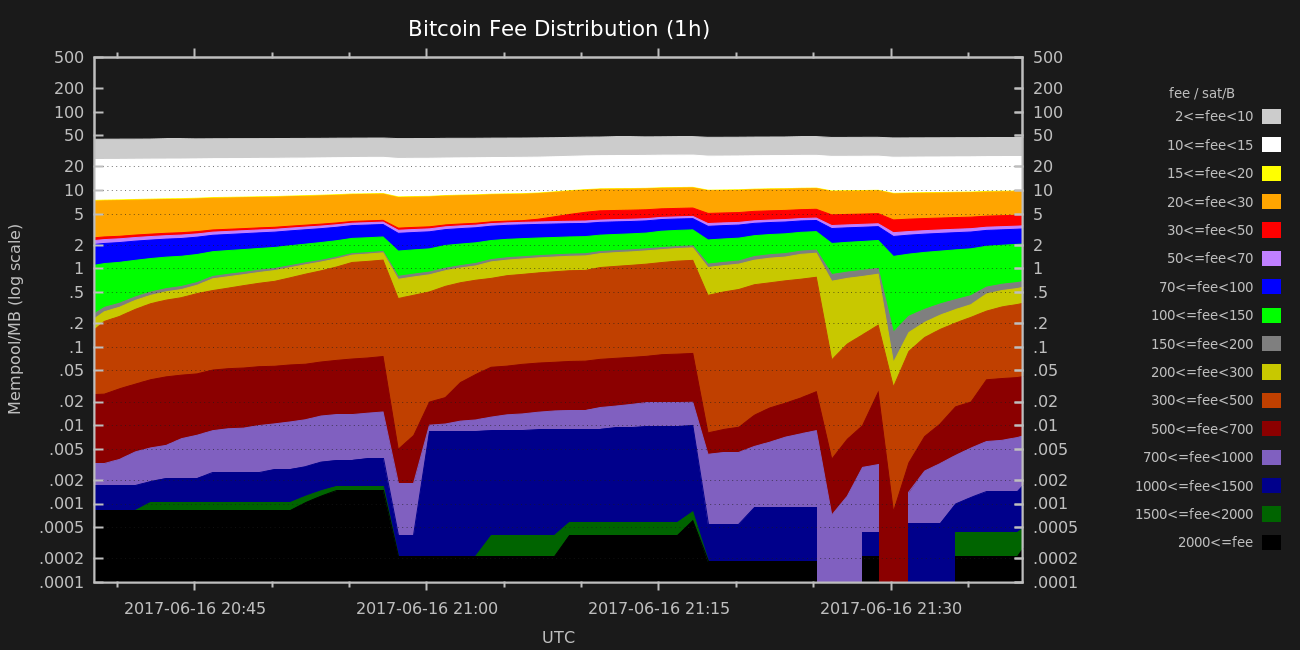 Bitcoin Fee Distribution (1h)
500
200
100
50
20
10
5
2
1
.5
.2
.1
.05
.02
.01
.005
.002
.001
.0005
.0002
.0001
Mempool/MB (log scale)
500
200
100
50
20
10
5
2
1
.5
.2
.1
.05
.02
.01
.005
.002
.001
.0005
.0002
.0001
2017-06-16 20:45
2017-06-16 21:00
2017-06-16 21:15
2017-06-16 21:30
UTC
fee / sat/B
2<=fee<10
10<=fee<15
15<=fee<20
20<=fee<30
30<=fee<50
50<=fee<70
70<=fee<100
100<=fee<150
150<=fee<200
200<=fee<300
300<=fee<500
500<=fee<700
700<=fee<1000
1000<=fee<1500
1500<=fee<2000
2000<=fee